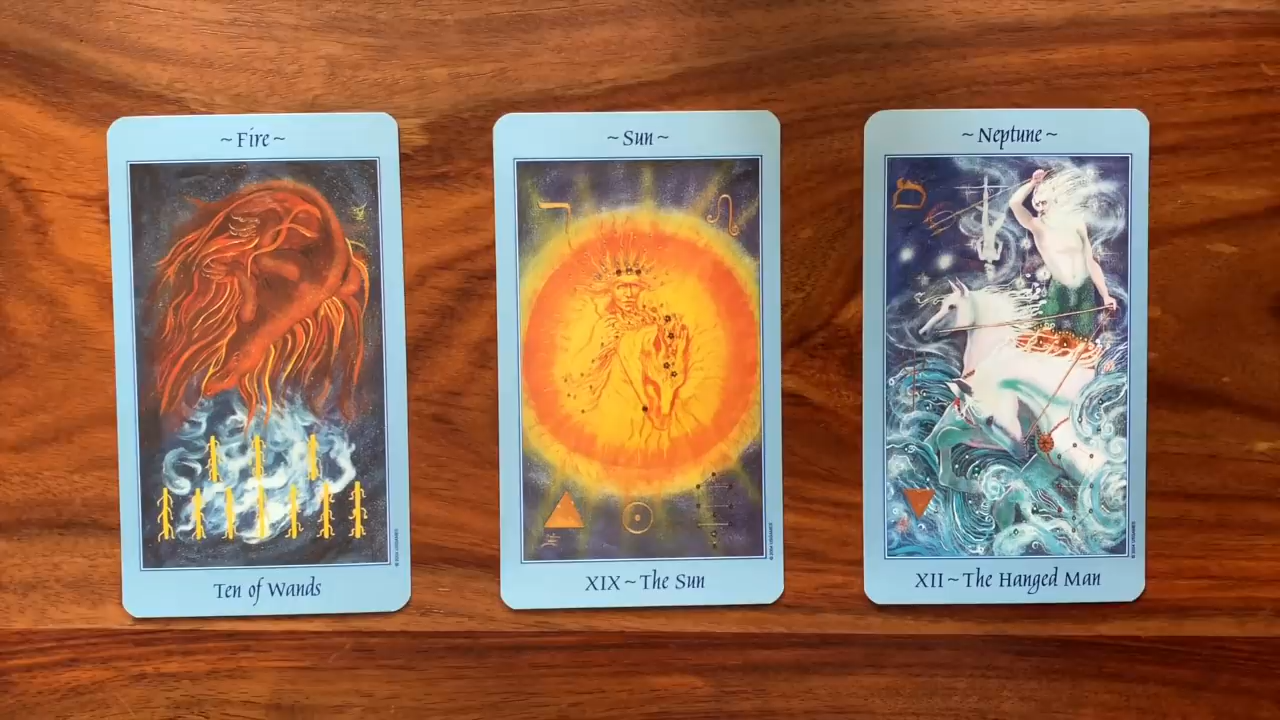 ~ Fire ~
Ten of Wands
~ Sun ~
ר
♌
XIX ~ The Sun
~ Neptune ~
מ
XII ~ The Hanged Man